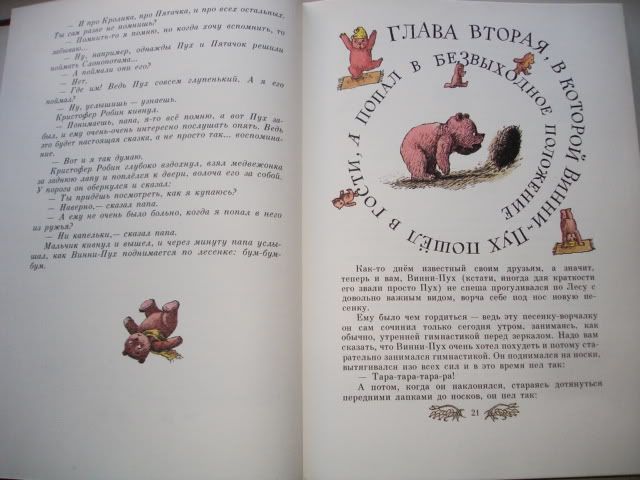 — И про Кролика, про Пятачка, и про всех остальных.
Ты сам разве не помнишь?
— Помнить-то я помню, но когда хочу вспомнить, то
забываю...
— Ну, например, однажды Пух и Пятачок решили
поймать Слонопотама...
— А поймали они его?
— Нет.
— Где им! Ведь Пух совсем глупенький. А я его
поймал?
— Ну, услышишь — узнаешь.
Кристофер Робин кивнул.
— Понимаешь, папа, я-то всё помню, а вот Пух за-
был, и ему очень-очень интересно послушать опять. Ведь
это будет настоящая сказка, а не просто так... воспомина-
ние.
— Вот и я так думаю.
Кристофер Робин глубоко вздохнул, взял медвежонка
за заднюю лапу и поплёлся к двери, волоча его за собой.
У порога он обернулся и сказал:
— Ты придёшь посмотреть, как я купаюсь?
— Наверно,— сказал папа.
— А ему не очень было больно, когда я попал в него
из ружья?
— Ни капельки,— сказал папа.
Мальчик кивнул и вышел, и через минуту папа услы-
шал, как Винни-Пух поднимается по лесенке: бум-бум-
бум.
ГЛАВА ВТОРАЯ, В КОТОРОЙ ВИННИ-ПУХ ПОШЁЛ В ГОСТИ, А ПОПАЛ В БЕЗВЫХОДНОЕ ПОЛОЖЕНИЕ
Как-то днём известный своим друзьям, а значит,
теперь и вам, Винни-Пух (кстати, иногда для краткости
его звали просто Пух) не спеша прогуливался по Лесу с
довольно важным видом, ворча себе под нос новую пе-
сенку.
Ему было чем гордиться — ведь эту песенку-ворчалку
он сам сочинил только сегодня утром, занимаясь, как
обычно, утренней гимнастикой перед зеркалом. Надо вам
сказать, что Винни-Пух очень хотел похудеть и потому ста-
рательно занимался гимнастикой. Он поднимался на носки,
вытягивался изо всех сил и в это время пел так:
— Тара-тара-тара-ра!
А потом, когда он наклонялся, стараясь дотянуться
передними лапками до носков, он пел так:
21